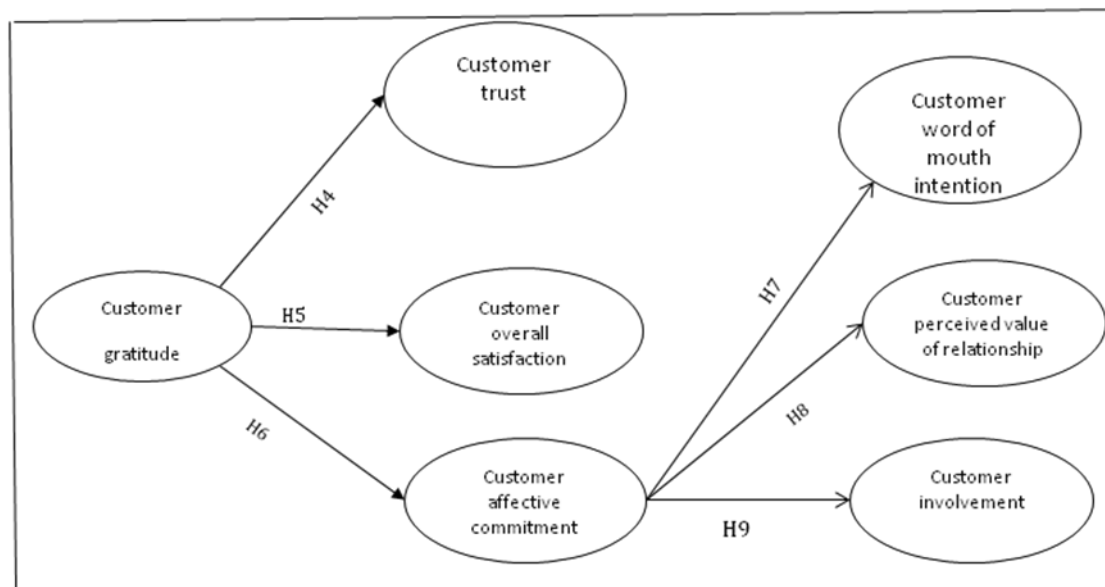 Customer
trust
Customer
word of
mouth
intention
H4
H7
Customer
gratitude
H5
Customer
overall
satisfaction
Customer
perceived value
of relationship
H6
H8
Customer
affective
commitment
H9
Customer
involvement